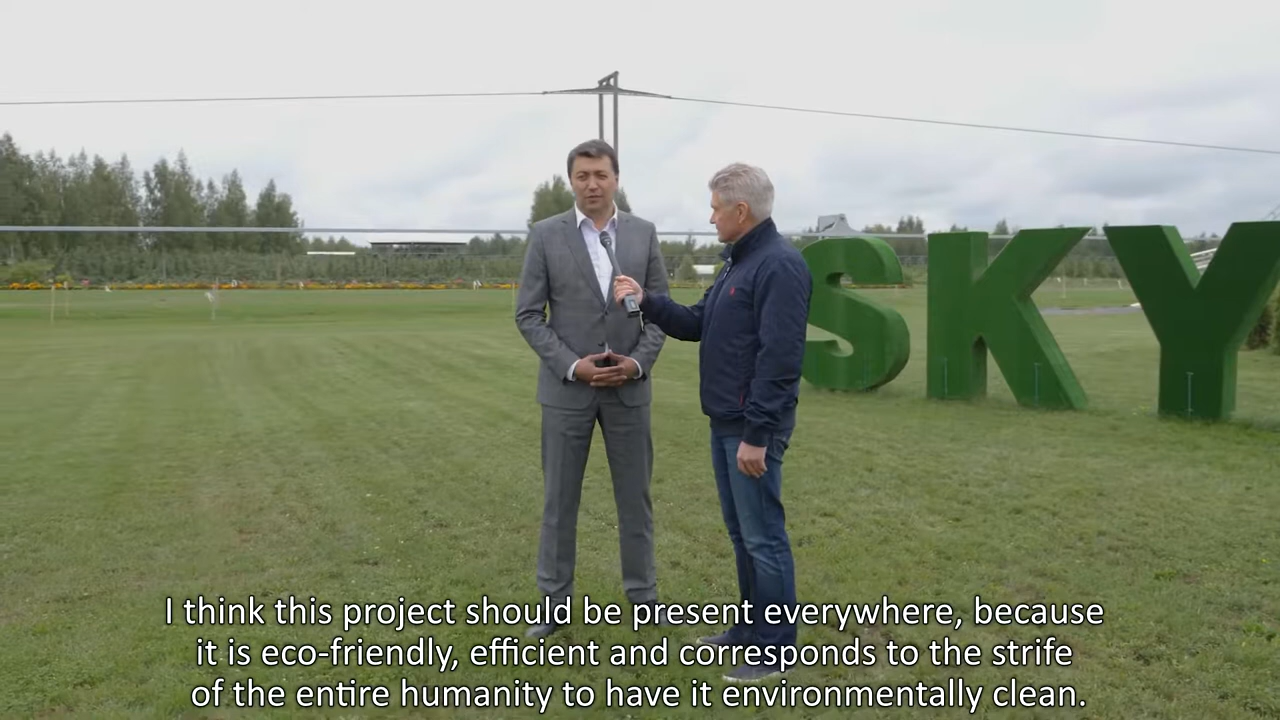 SKY
I think this project should be present everywhere, because
it is eco-friendly, efficient and corresponds to the strife
of the entire humanity to have it environmentally clean.